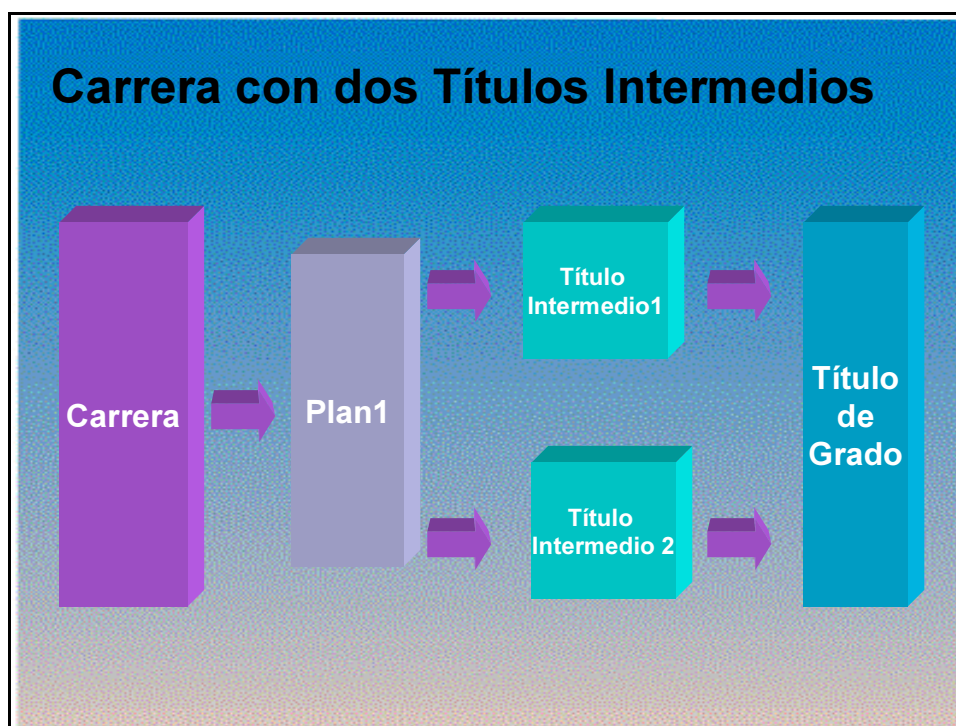 Carrera con dos Títulos Intermedios
Carrera
Plan1
Título
Intermedio1
Título
Intermedio 2
Título
de
Grado